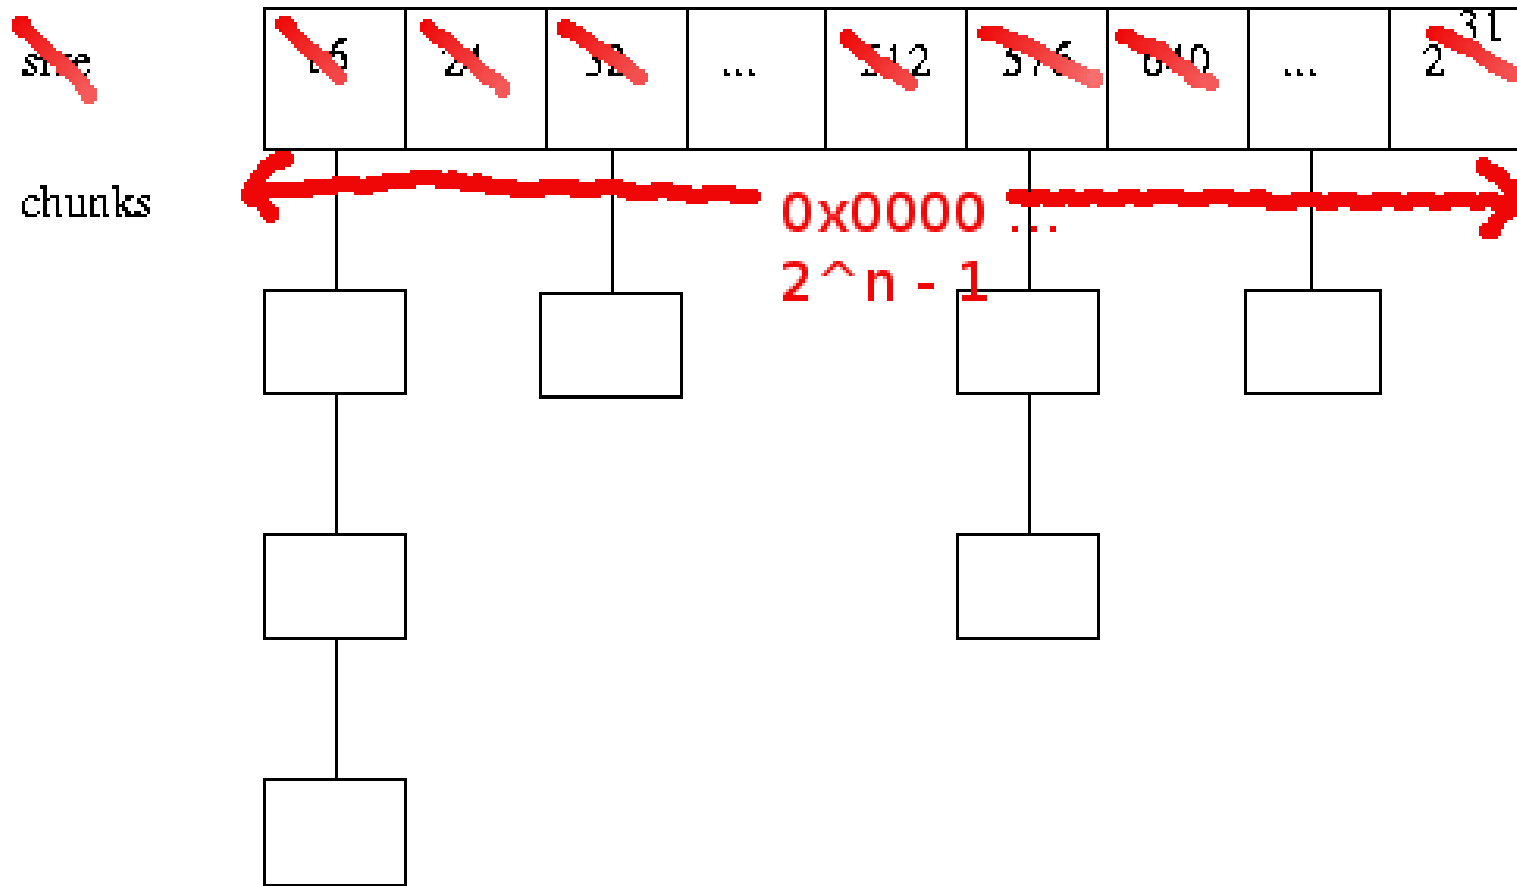 size 16 24 32 ... 512 576 640 ... 2^31
chunks
0x0000 ...
2^n - 1